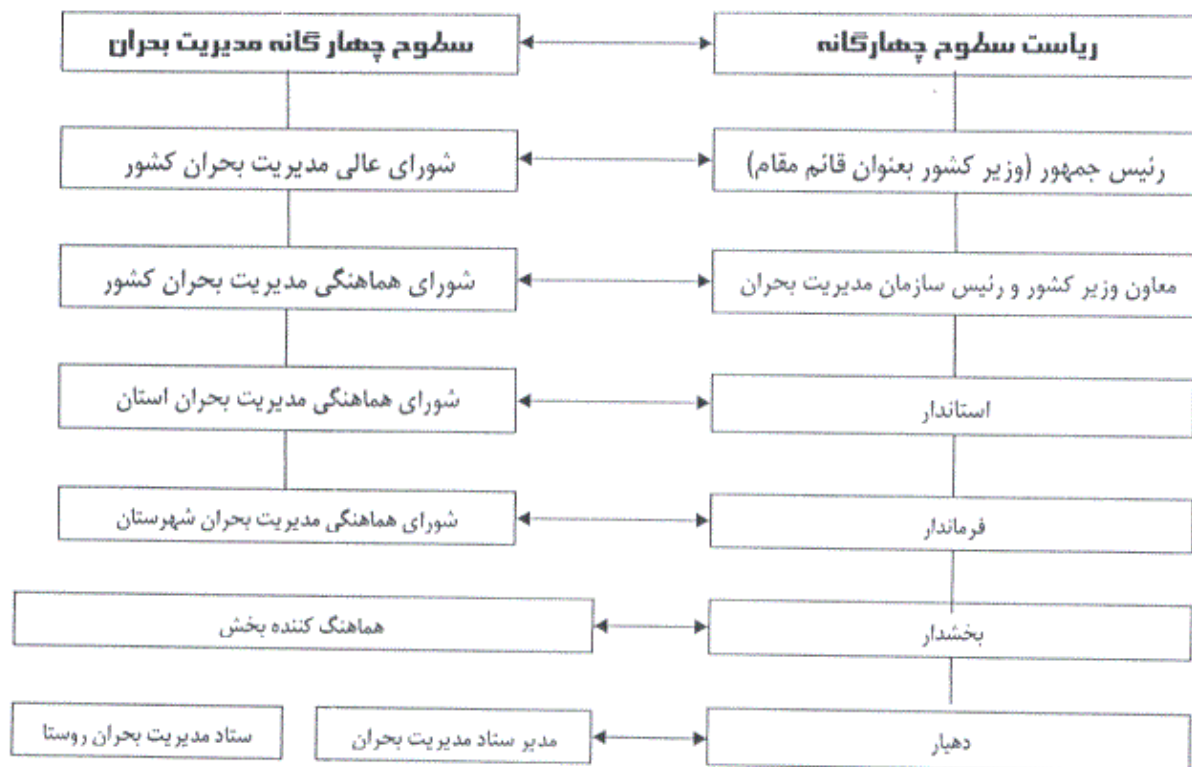 ریاست سطوح چهارگانه
سطوح چهار گانه مدیریت بحران
رئیس جمهور (وزیر کشور بعنوان قائم مقام)
شورای عالی مدیریت بحران کشور
معاون وزیر کشور و رئیس سازمان مدیریت بحران
شورای هماهنگی مدیریت بحران کشور
استاندار
شورای هماهنگی مدیریت بحران استان
فرماندار
شورای هماهنگی مدیریت بحران شهرستان
بخشدار
هماهنگ کننده بخش
دهیار
مدیر ستاد مدیریت بحران
ستاد مدیریت بحران روستا